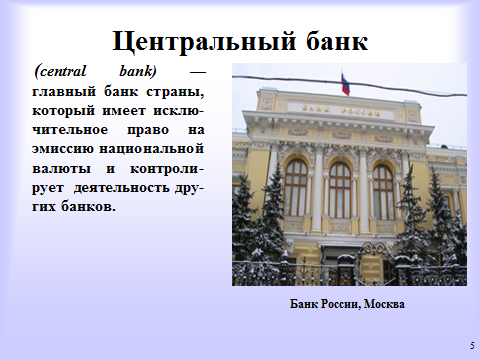 Центральный банк
(central bank) —
главный банк страны,
который имеет исклю-
чительное право на
эмиссию национальной
валюты и контроли-
рует деятельность дру-
гих банков.
БАНК РОССИИ
Банк России, Москва
5